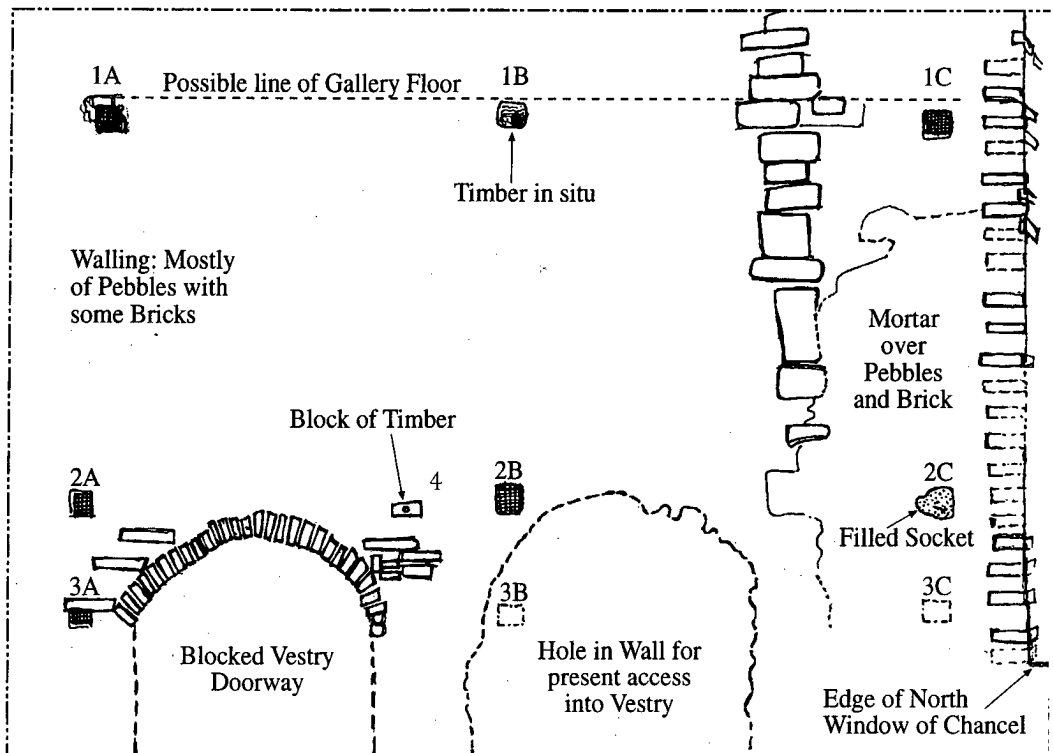 1A
Possible line of Gallery Floor
1B
1C
Timber in situ
Walling: Mostly
of Pebbles with
some Bricks
Mortar
over
Pebbles
and Brick
Block of Timber
2A
4
2B
2C
Filled Socket
3A
3B
3C
Blocked Vestry
Doorway
Hole in Wall for
present access
into Vestry
Edge of North
Window of Chancel